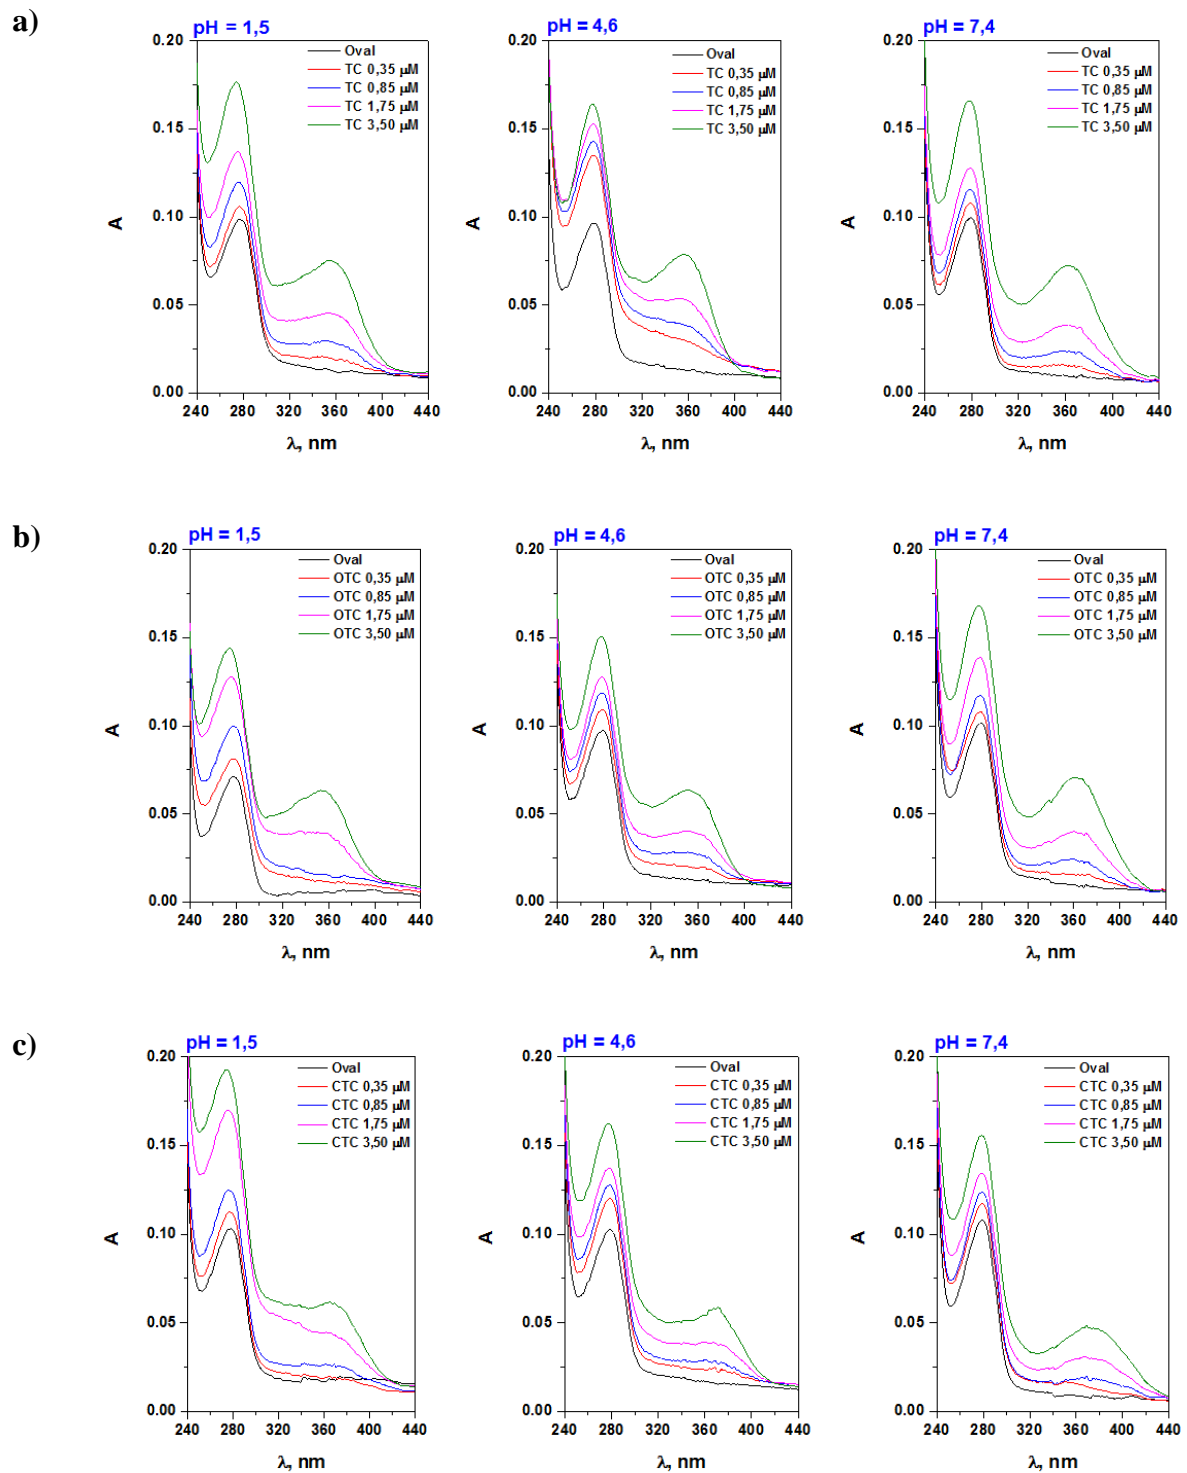 a)
pH = 1,5
0.20
0.15
0.10
0.05
0.00
A
Oval
TC 0,35 µM
TC 0,85 µM
TC 1,75 µM
TC 3,50 µM
240 280 320 360 400 440
λ, nm
pH = 4,6
0.20
0.15
0.10
0.05
0.00
A
Oval
TC 0,35 µM
TC 0,85 µM
TC 1,75 µM
TC 3,50 µM
240 280 320 360 400 440
λ, nm
pH = 7,4
0.20
0.15
0.10
0.05
0.00
A
Oval
TC 0,35 µM
TC 0,85 µM
TC 1,75 µM
TC 3,50 µM
240 280 320 360 400 440
λ, nm
b)
pH = 1,5
0.20
0.15
0.10
0.05
0.00
A
Oval
OTC 0,35 µM
OTC 0,85 µM
OTC 1,75 µM
OTC 3,50 µM
240 280 320 360 400 440
λ, nm
pH = 4,6
0.20
0.15
0.10
0.05
0.00
A
Oval
OTC 0,35 µM
OTC 0,85 µM
OTC 1,75 µM
OTC 3,50 µM
240 280 320 360 400 440
λ, nm
pH = 7,4
0.20
0.15
0.10
0.05
0.00
A
Oval
OTC 0,35 µM
OTC 0,85 µM
OTC 1,75 µM
OTC 3,50 µM
240 280 320 360 400 440
λ, nm
c)
pH = 1,5
0.20
0.15
0.10
0.05
0.00
A
Oval
CTC 0,35 µM
CTC 0,85 µM
CTC 1,75 µM
CTC 3,50 µM
240 280 320 360 400 440
λ, nm
pH = 4,6
0.20
0.15
0.10
0.05
0.00
A
Oval
CTC 0,35 µM
CTC 0,85 µM
CTC 1,75 µM
CTC 3,50 µM
240 280 320 360 400 440
λ, nm
pH = 7,4
0.20
0.15
0.10
0.05
0.00
A
Oval
CTC 0,35 µM
CTC 0,85 µM
CTC 1,75 µM
CTC 3,50 µM
240 280 320 360 400 440
λ, nm